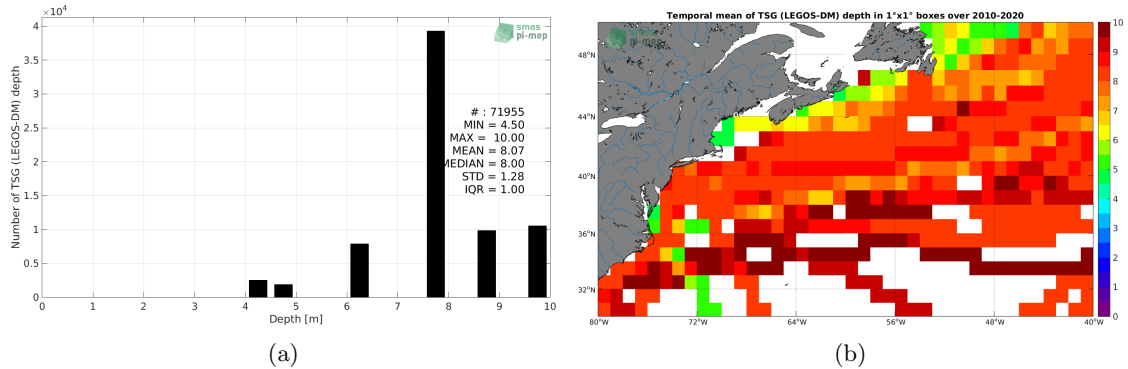 ×10⁴
4
3.5
3
2.5
2
1.5
1
0.5
0
Number of TSG (LEGOS-DM) depth
smos
pi-mep
# : 71955
MIN = 4.50
MAX = 10.00
MEAN = 8.07
MEDIAN = 8.00
STD = 1.28
IQR = 1.00
0 1 2 3 4 5 6 7 8 9 10
Depth [m]
(a)
Temporal mean of TSG (LEGOS-DM) depth in 1°x1° boxes over 2010-2020
smos
pi-mep
48°N
44°N
40°N
36°N
32°N
80°W 72°W 64°W 56°W 48°W 40°W
10
9
8
7
6
5
4
3
2
1
0
(b)